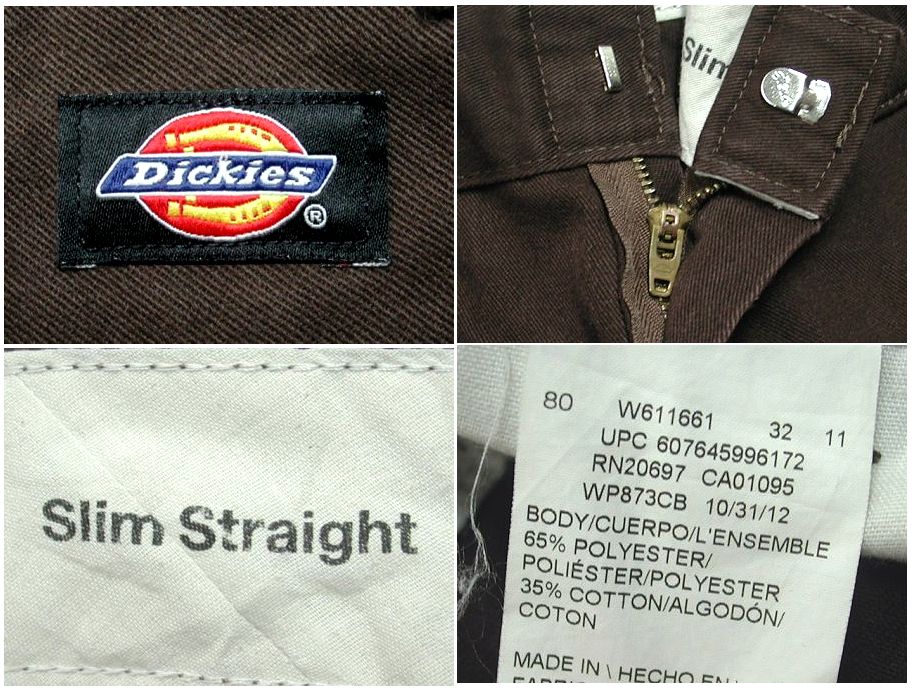 Dickies ®
Slim
Slim Straight
80 W611661 32 11
UPC 607645996172
RN20697 CA01095
WP873CB 10/31/12
BODY/CUERPO/L'ENSEMBLE
65% POLYESTER/
POLIÉSTER/POLYESTER
35% COTTON/ALGODÓN/
COTON
MADE IN \ HECHO EN \